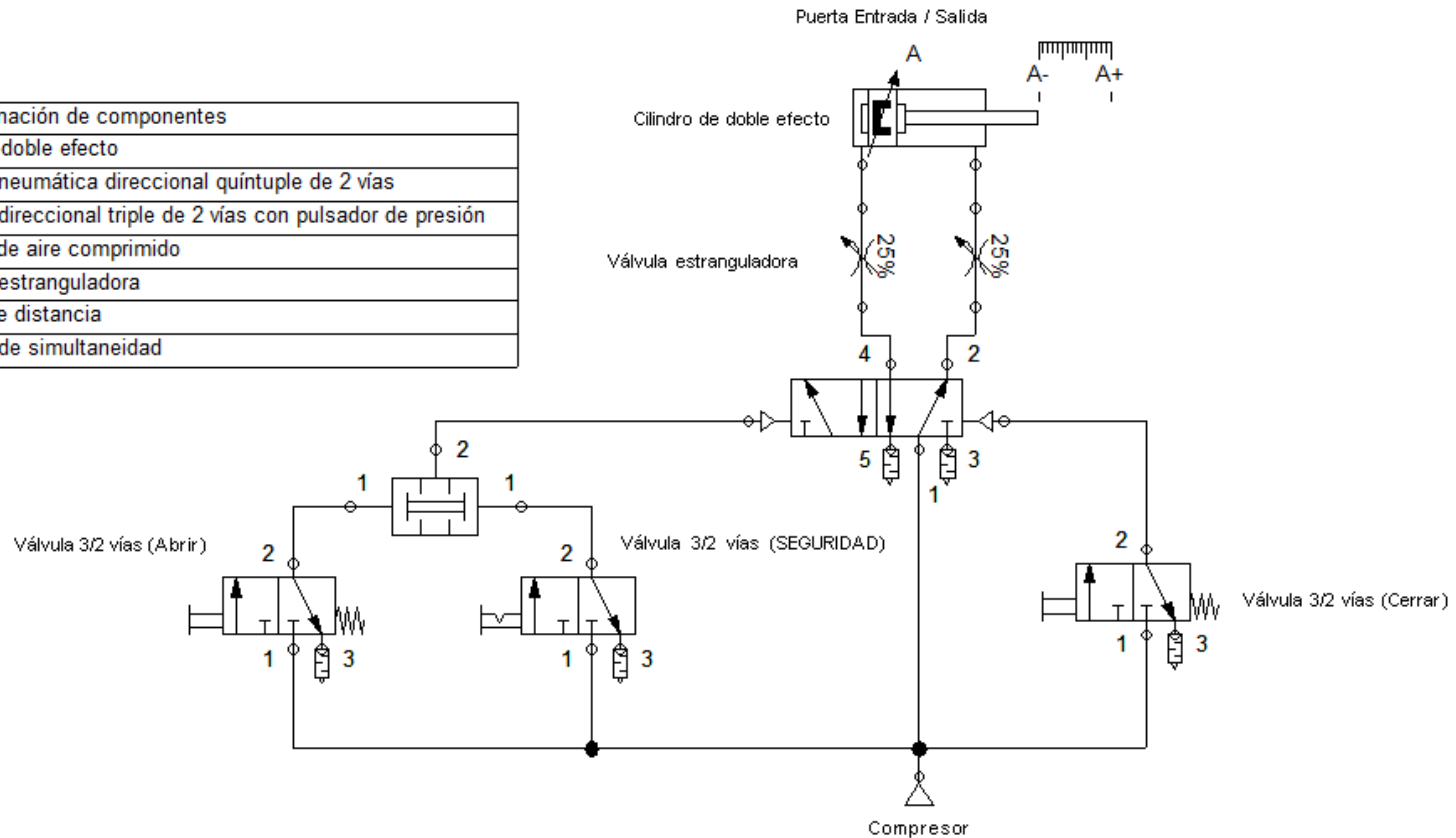 Puerta Entrada / Salida
A
A- A+
mación de componentes
doble efecto
neumática direccional quíntuple de 2 vías
direccional triple de 2 vías con pulsador de presión
de aire comprimido
estranguladora
e distancia
de simultaneidad
Cilindro de doble efecto
Válvula estranguladora
25% 25%
4 2
5 3
1
2
1 1
Válvula 3/2 vías (Abrir)
2
1 3
Válvula 3/2 vías (SEGURIDAD)
2
1 3
Válvula 3/2 vías (Cerrar)
2
1 3
Compresor